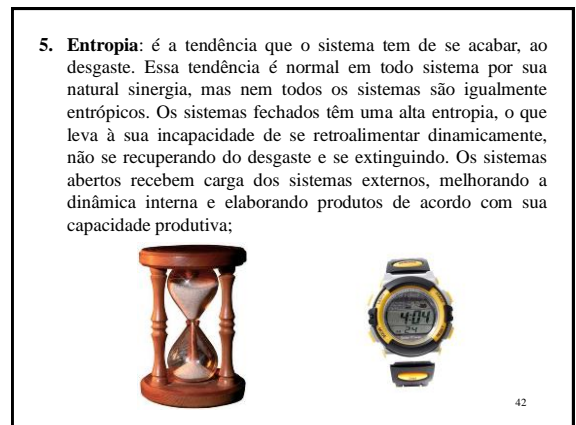 5. Entropia: é a tendência que o sistema tem de se acabar, ao
desgaste. Essa tendência é normal em todo sistema por sua
natural sinergia, mas nem todos os sistemas são igualmente
entrópicos. Os sistemas fechados têm uma alta entropia, o que
leva à sua incapacidade de se retroalimentar dinamicamente,
não se recuperando do desgaste e se extinguindo. Os sistemas
abertos recebem carga dos sistemas externos, melhorando a
dinâmica interna e elaborando produtos de acordo com sua
capacidade produtiva;
4:04
24
42